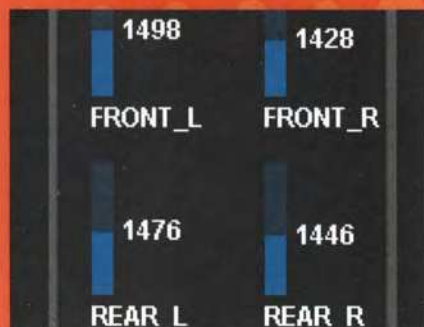 1498 1428
FRONT_L FRONT_R
1476 1446
REAR_L REAR_R